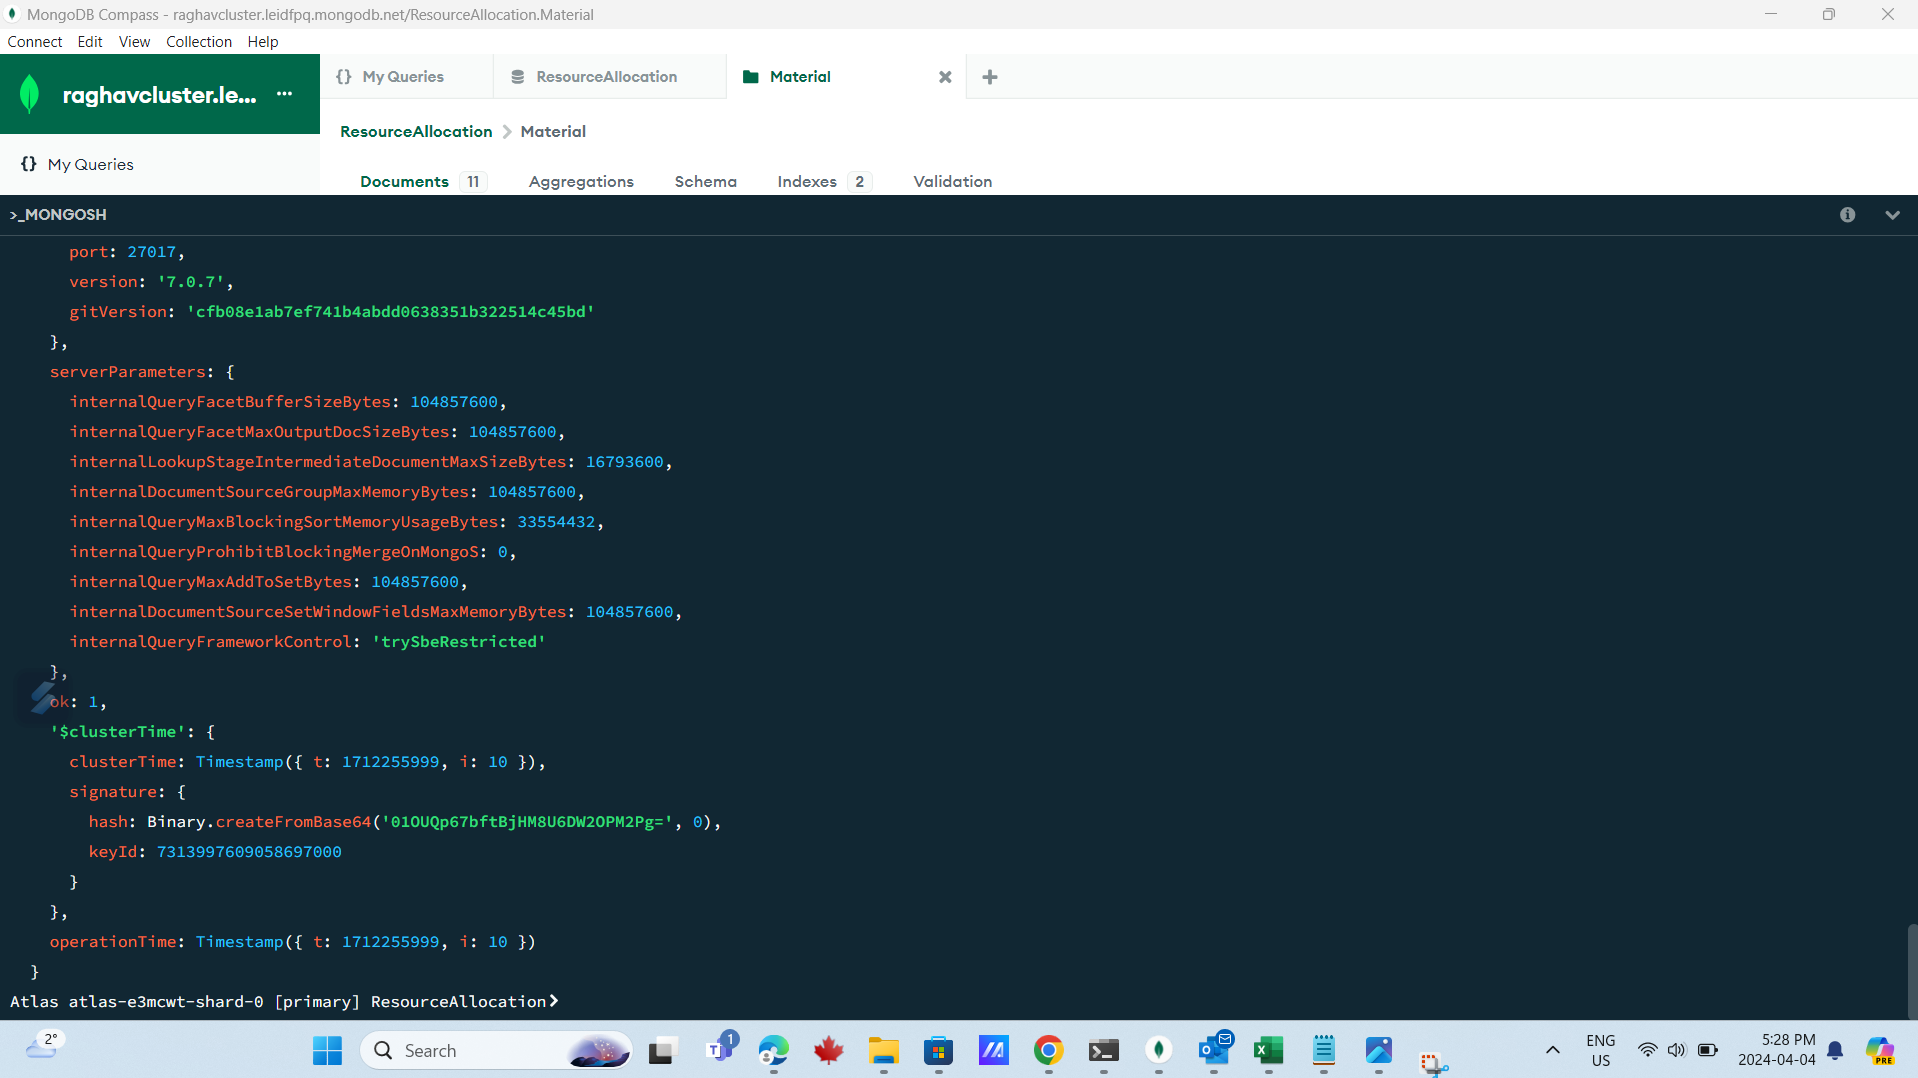 MongoDB Compass - raghavcluster.leidfpq.mongodb.net/ResourceAllocation.Material
Connect Edit View Collection Help
raghavcluster.le... ...
{} My Queries
ResourceAllocation
Material
ResourceAllocation > Material
{} My Queries
Documents 11 Aggregations Schema Indexes 2 Validation
>_MONGOSH
port: 27017,
version: '7.0.7',
gitVersion: 'cfb08e1ab7ef741b4abdd0638351b322514c45bd'
},
serverParameters: {
internalQueryFacetBufferSizeBytes: 104857600,
internalQueryFacetMaxOutputDocSizeBytes: 104857600,
internalLookupStageIntermediateDocumentMaxSizeBytes: 16793600,
internalDocumentSourceGroupMaxMemoryBytes: 104857600,
internalQueryMaxBlockingSortMemoryUsageBytes: 33554432,
internalQueryProhibitBlockingMergeOnMongoS: 0,
internalQueryMaxAddToSetBytes: 104857600,
internalDocumentSourceSetWindowFieldsMaxMemoryBytes: 104857600,
internalQueryFrameworkControl: 'trySbeRestricted'
},
ok: 1,
'$clusterTime': {
clusterTime: Timestamp({ t: 1712255999, i: 10 }),
signature: {
hash: Binary.createFromBase64('01OUQp67bftBjHM8U6DW2OPM2Pg=', 0),
keyId: 7313997609058697000
}
},
operationTime: Timestamp({ t: 1712255999, i: 10 })
}
Atlas atlas-e3mcwt-shard-0 [primary] ResourceAllocation>
2°
Search
1
ENG
US
5:28 PM
2024-04-04
PRE